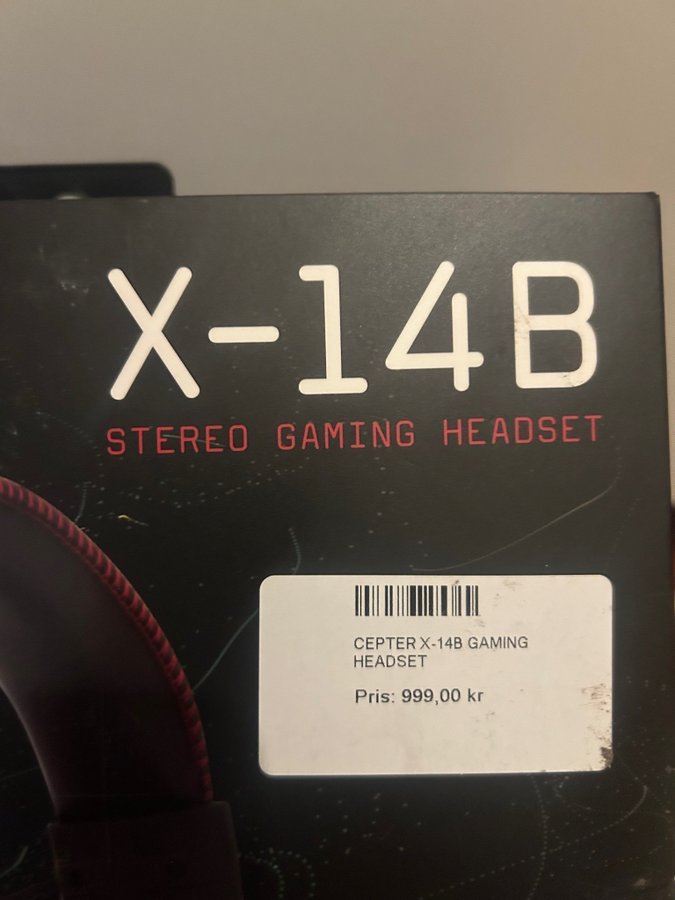 X-14B
STEREO GAMING HEADSET
CEPTER X-14B GAMING
HEADSET
Pris: 999,00 kr